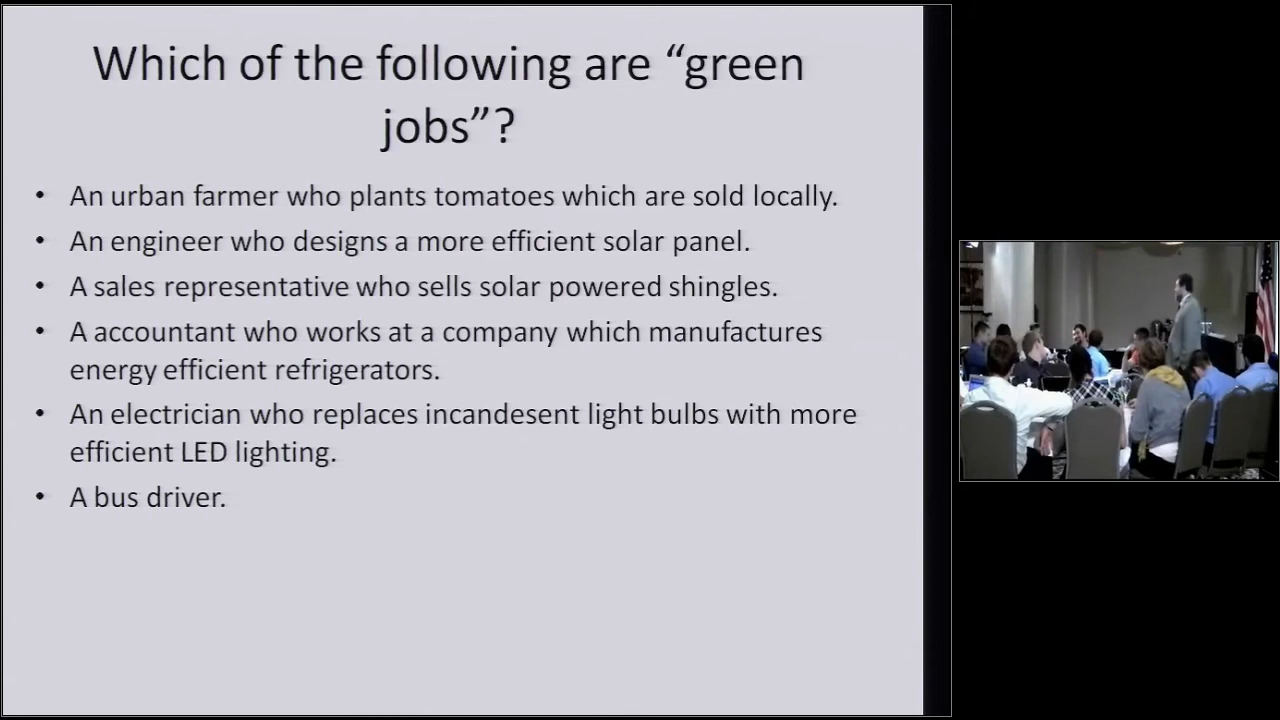 Which of the following are “green
jobs”?
• An urban farmer who plants tomatoes which are sold locally.
• An engineer who designs a more efficient solar panel.
• A sales representative who sells solar powered shingles.
• A accountant who works at a company which manufactures
energy efficient refrigerators.
• An electrician who replaces incandesent light bulbs with more
efficient LED lighting.
• A bus driver.